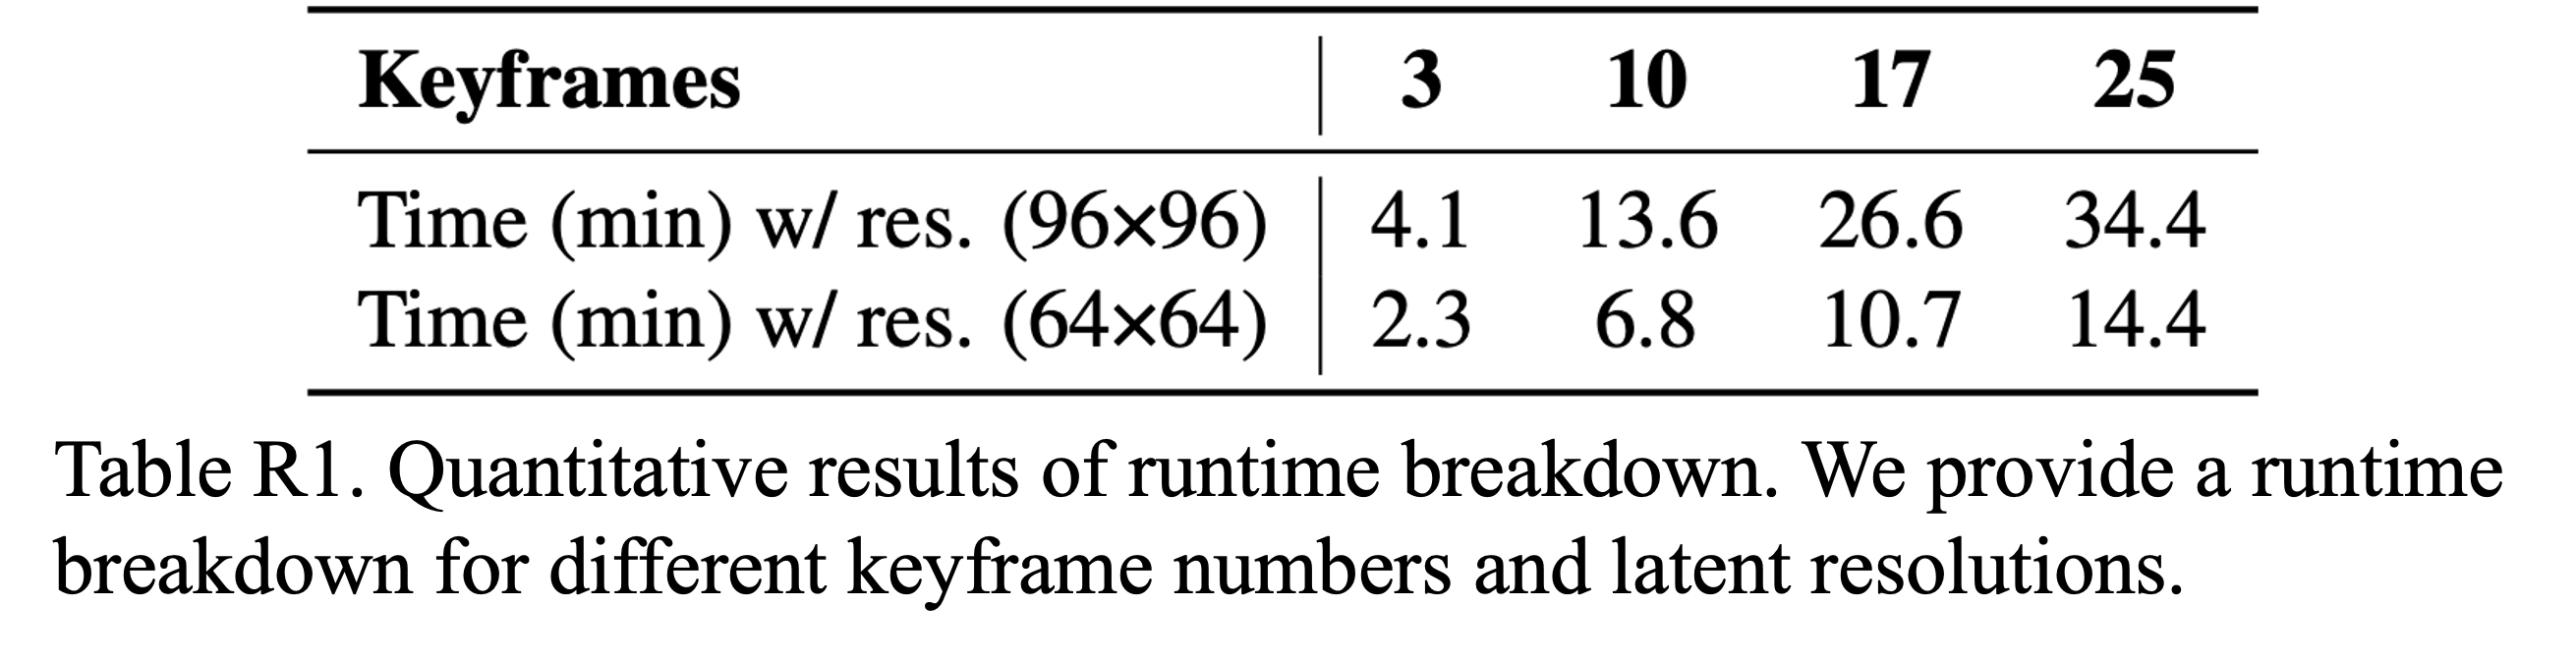 Keyframes 3 10 17 25
Time (min) w/ res. (96×96) 4.1 13.6 26.6 34.4
Time (min) w/ res. (64×64) 2.3 6.8 10.7 14.4
Table R1. Quantitative results of runtime breakdown. We provide a runtime
breakdown for different keyframe numbers and latent resolutions.